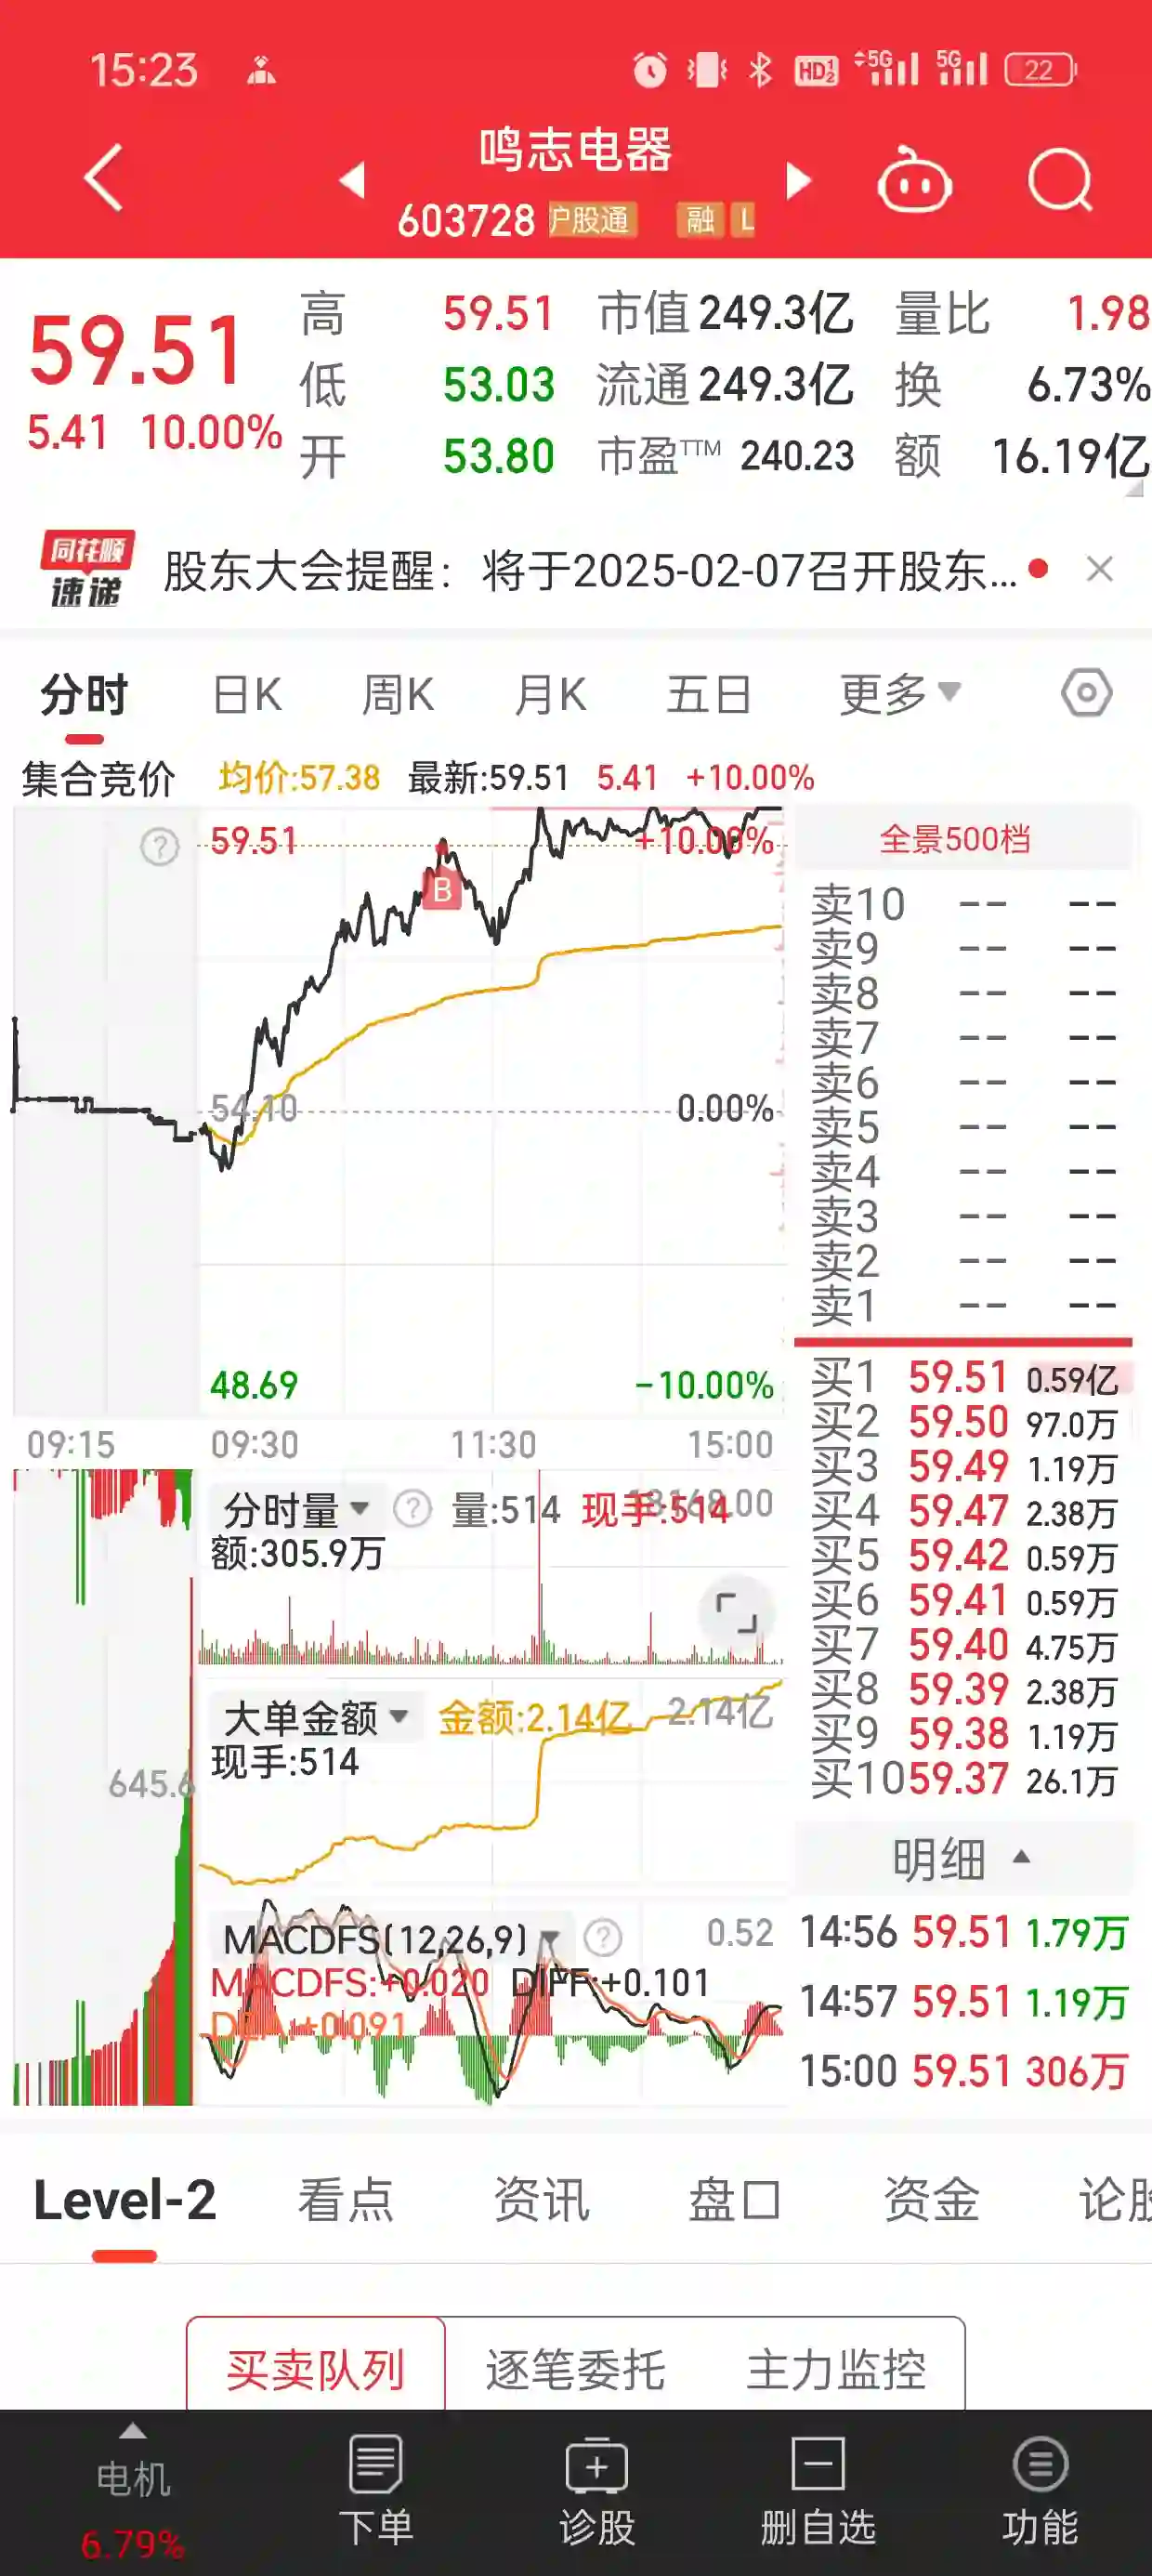 15:23 HD 5G 5G 22
鸣志电器
603728 沪股通 融 L
59.51
5.41 10.00%
高 59.51 市值 249.3亿 量比 1.98
低 53.03 流通 249.3亿 换 6.73%
开 53.80 市盈TTM 240.23 额 16.19亿
同花顺
速递
股东大会提醒：将于2025-02-07召开股东...
分时 日K 周K 月K 五日 更多
集合竞价 均价:57.38 最新:59.51 5.41 +10.00%
59.51 +10.00%
B
54.10 0.00%
48.69 -10.00%
09:15 09:30 11:30 15:00
全景500档
卖10 -- --
卖9 -- --
卖8 -- --
卖7 -- --
卖6 -- --
卖5 -- --
卖4 -- --
卖3 -- --
卖2 -- --
卖1 -- --
买1 59.51 0.59亿
买2 59.50 97.0万
买3 59.49 1.19万
买4 59.47 2.38万
买5 59.42 0.59万
买6 59.41 0.59万
买7 59.40 4.75万
买8 59.39 2.38万
买9 59.38 1.19万
买10 59.37 26.1万
分时量 ? 量:514 现手:514
额:305.9万
大单金额 金额:2.14亿 2.14亿
现手:514
645.6
MACDFS(12,26,9) ? 0.52
MACDFS:+0.020 DIFF:+0.101
DEA:+0.091
明细
14:56 59.51 1.79万
14:57 59.51 1.19万
15:00 59.51 306万
Level-2 看点 资讯 盘口 资金 论股
买卖队列 逐笔委托 主力监控
电机
6.79%
下单 诊股 删自选 功能